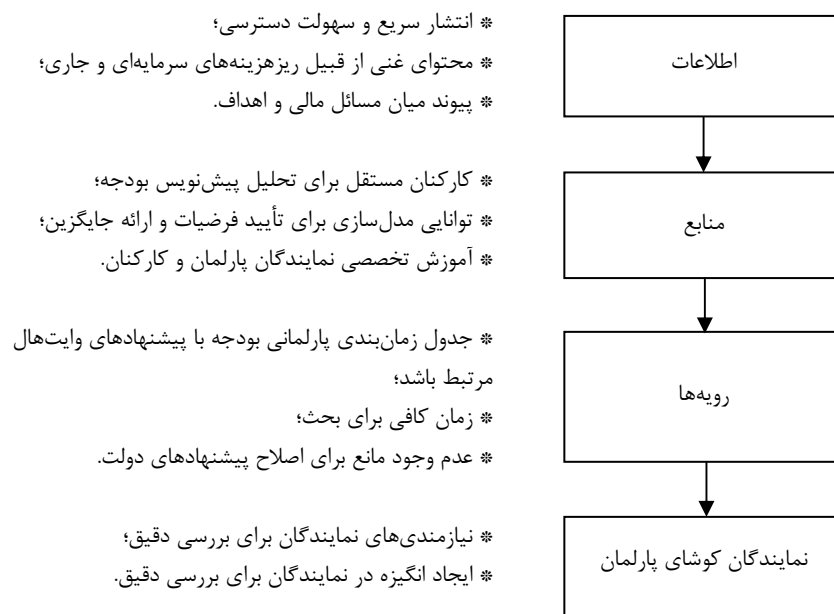 اطلاعات
* انتشار سریع و سهولت دسترسی؛
* محتوای غنی از قبیل ریزهزینه‌های سرمایه‌ای و جاری؛
* پیوند میان مسائل مالی و اهداف.
منابع
* کارکنان مستقل برای تحلیل پیش‌نویس بودجه؛
* توانایی مدل‌سازی برای تأیید فرضیات و ارائه جایگزین؛
* آموزش تخصصی نمایندگان پارلمان و کارکنان.
رویه‌ها
* جدول زمان‌بندی پارلمانی بودجه با پیشنهادهای وایت‌هال
مرتبط باشد؛
* زمان کافی برای بحث؛
* عدم وجود مانع برای اصلاح پیشنهادهای دولت.
نمایندگان کوشای پارلمان
* نیازمندی‌های نمایندگان برای بررسی دقیق؛
* ایجاد انگیزه در نمایندگان برای بررسی دقیق.